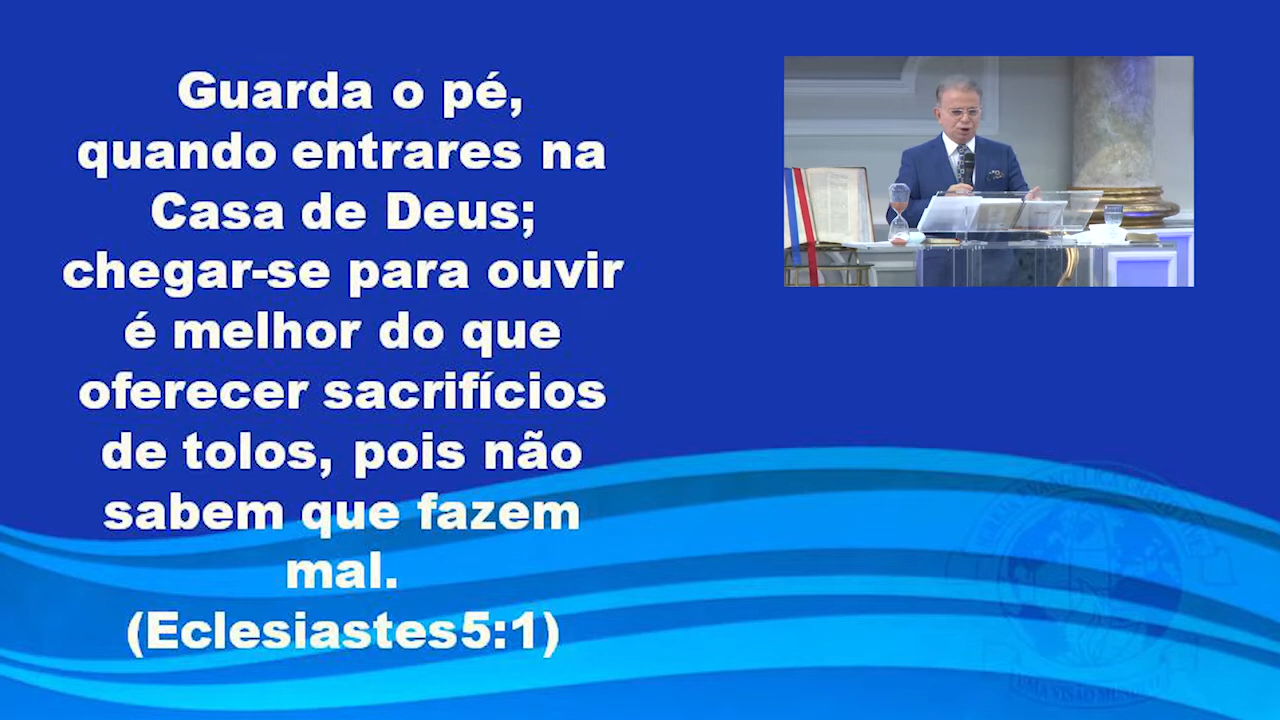 Guarda o pé,
quando entrares na
Casa de Deus;
chegar-se para ouvir
é melhor do que
oferecer sacrifícios
de tolos, pois não
sabem que fazem
mal.
(Eclesiastes5:1)